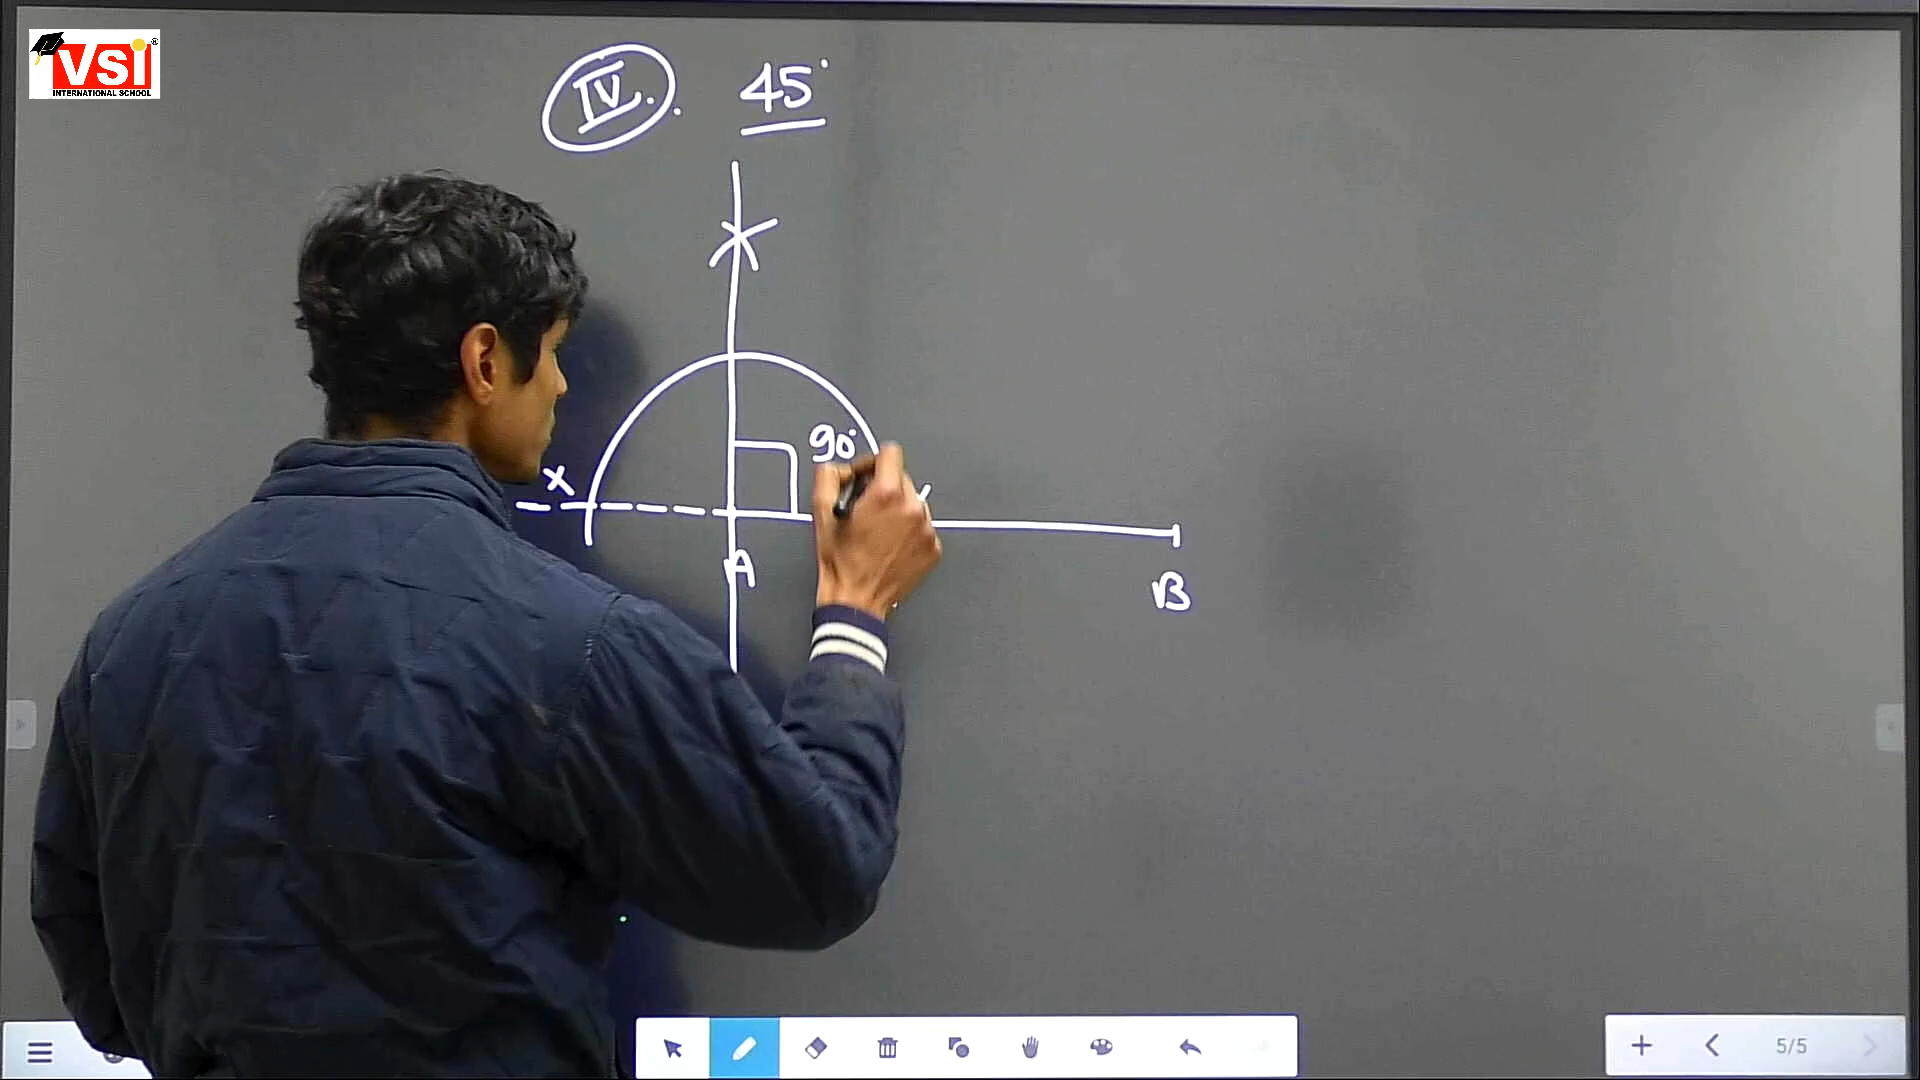 VSI
INTERNATIONAL SCHOOL
IV. 45°
90°
X
A
B
5/5